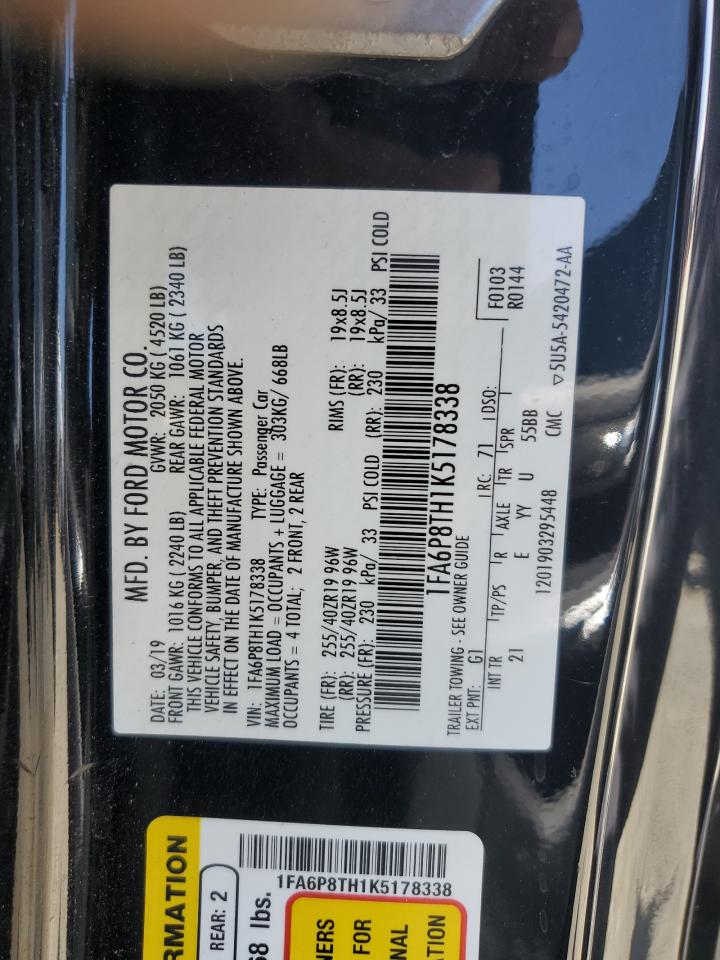 MFD. BY FORD MOTOR CO.
DATE: 03/19 GVWR: 2050 KG ( 4520 LB)
FRONT GAWR: 1016 KG ( 2240 LB) REAR GAWR: 1061 KG ( 2340 LB)
THIS VEHICLE CONFORMS TO ALL APPLICABLE FEDERAL MOTOR
VEHICLE SAFETY, BUMPER, AND THEFT PREVENTION STANDARDS
IN EFFECT ON THE DATE OF MANUFACTURE SHOWN ABOVE.
VIN: 1FA6P8TH1K5178338 TYPE: Passenger Car
MAXIMUM LOAD = OCCUPANTS + LUGGAGE = 303KG/ 668LB
OCCUPANTS = 4 TOTAL; 2 FRONT, 2 REAR
TIRE (FR): 255/40ZR19 96W RIMS (FR): 19x8.5J
(RR): 255/40ZR19 96W (RR): 19x8.5J
PRESSURE (FR): 230 kPa/ 33 PSI COLD (RR): 230 kPa/ 33 PSI COLD
1FA6P8TH1K5178338
TRAILER TOWING - SEE OWNER GUIDE
EXT PNT: G1 RC: 71 DSO: F0103
R0144
INT TR TP/PS R AXLE TR SPR
21 E YY U 55BB
1201903295448 CMC ▽5U5A-5420472-AA
RMATION
REAR: 2
1FA6P8TH1K5178338
68 lbs.
NERS
FOR
NAL
ATION